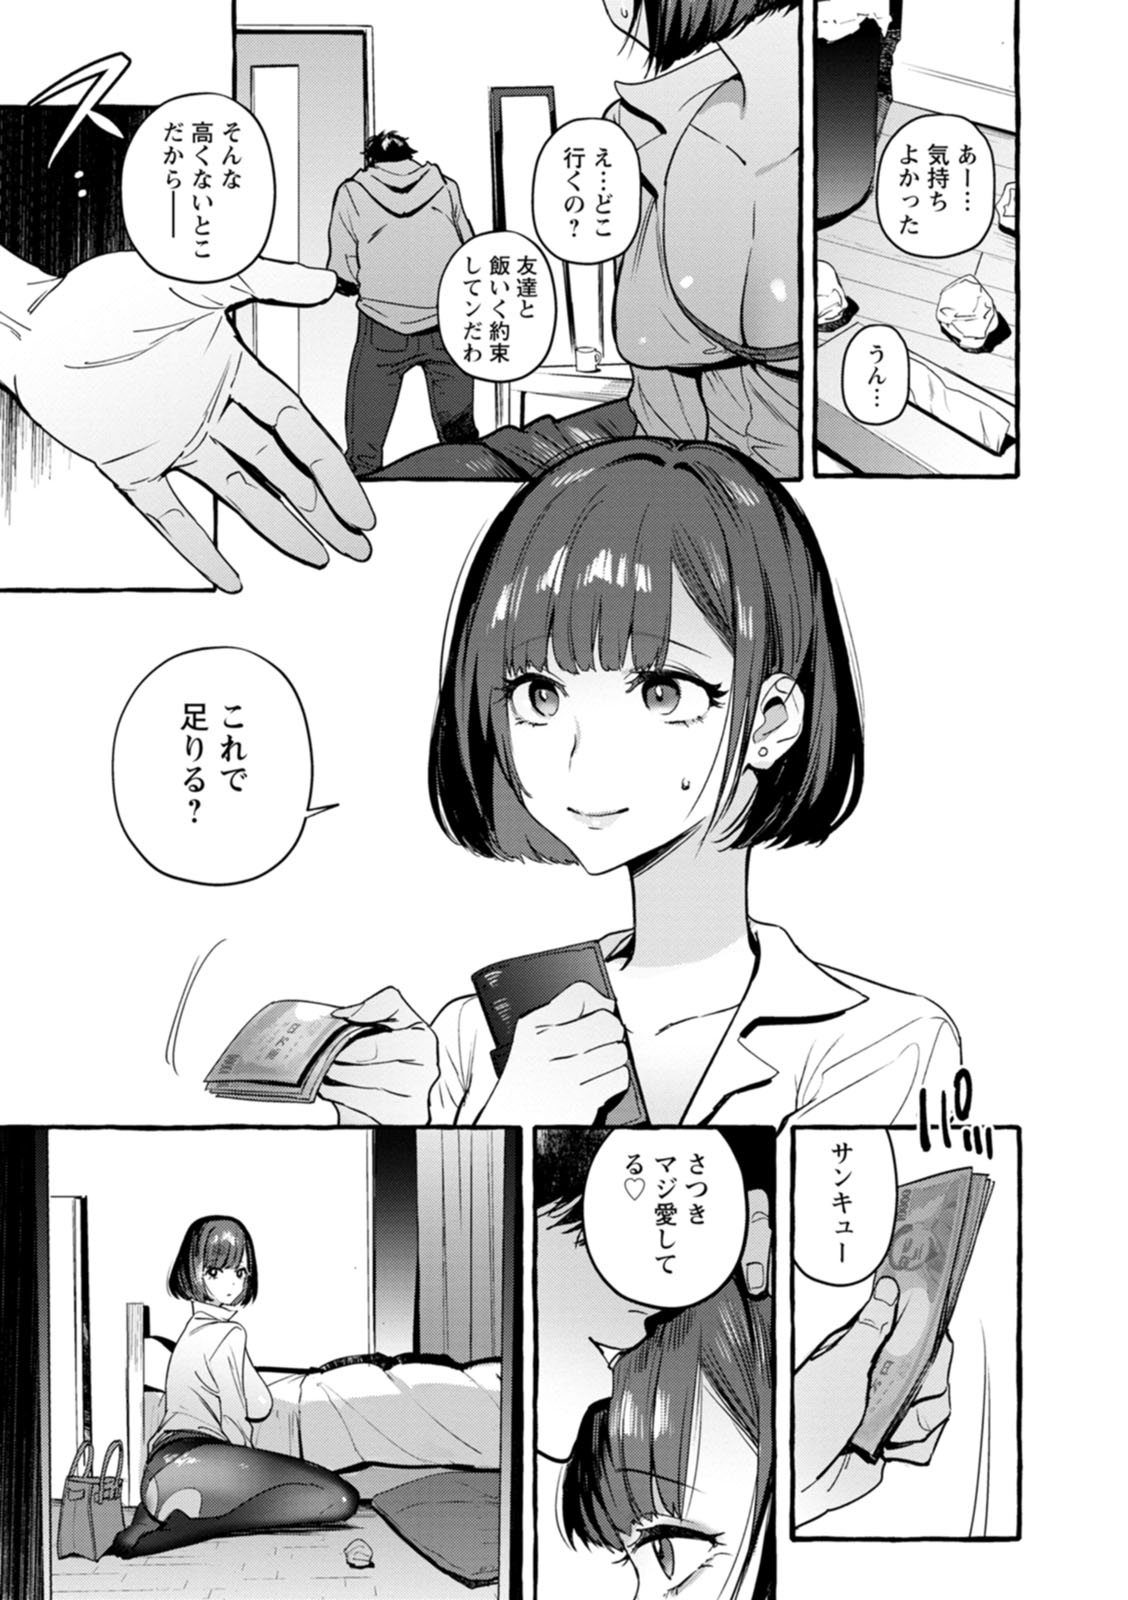 あー…
気持ち
よかった
うん…
え…どこ
行くの?
友達と
飯いく約束
してンだわ
そんな
高くないとこ
だから──
ス…
これで
足りる?
パ
サンキュー
さつき
マジ愛して
る♡